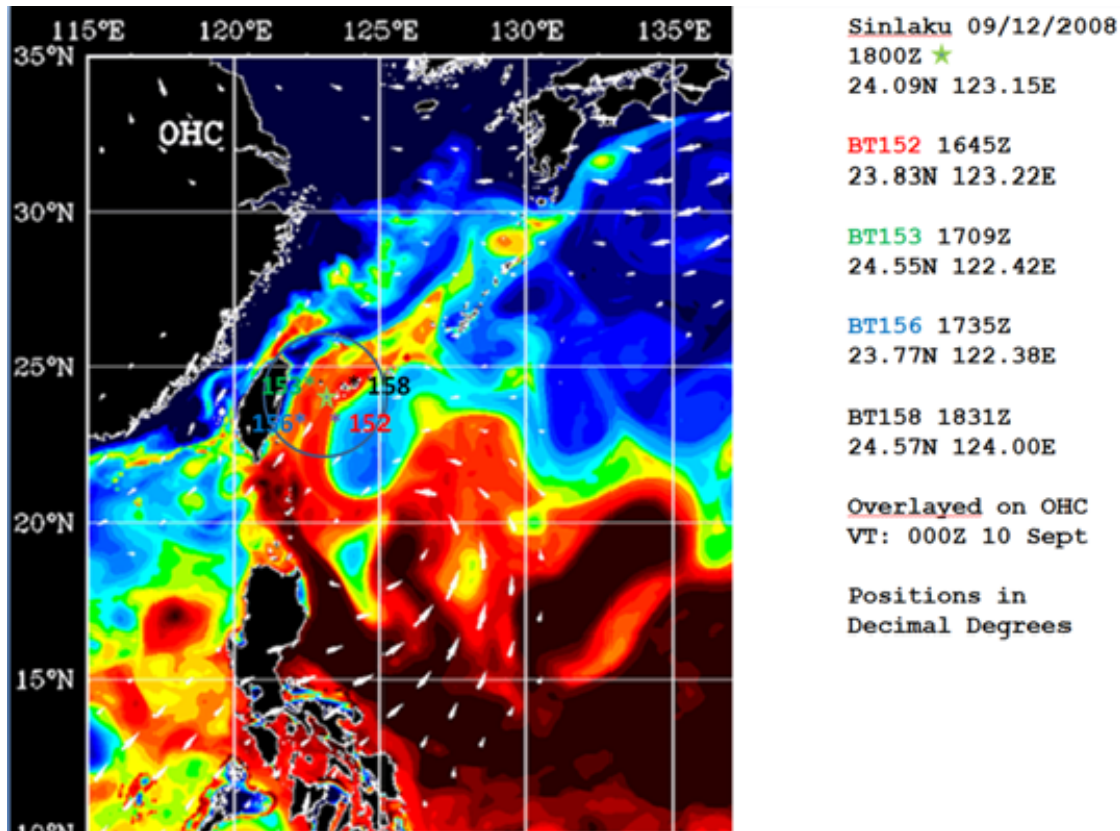 115°E 120°E 125°E 130°E 135°E
35°N
OHC
30°N
25°N
153* * 158
156* * 152
20°N
15°N
10°N
Sinlaku 09/12/2008
1800Z
24.09N 123.15E
BT152 1645Z
23.83N 123.22E
BT153 1709Z
24.55N 122.42E
BT156 1735Z
23.77N 122.38E
BT158 1831Z
24.57N 124.00E
Overlayed on OHC
VT: 000Z 10 Sept
Positions in
Decimal Degrees